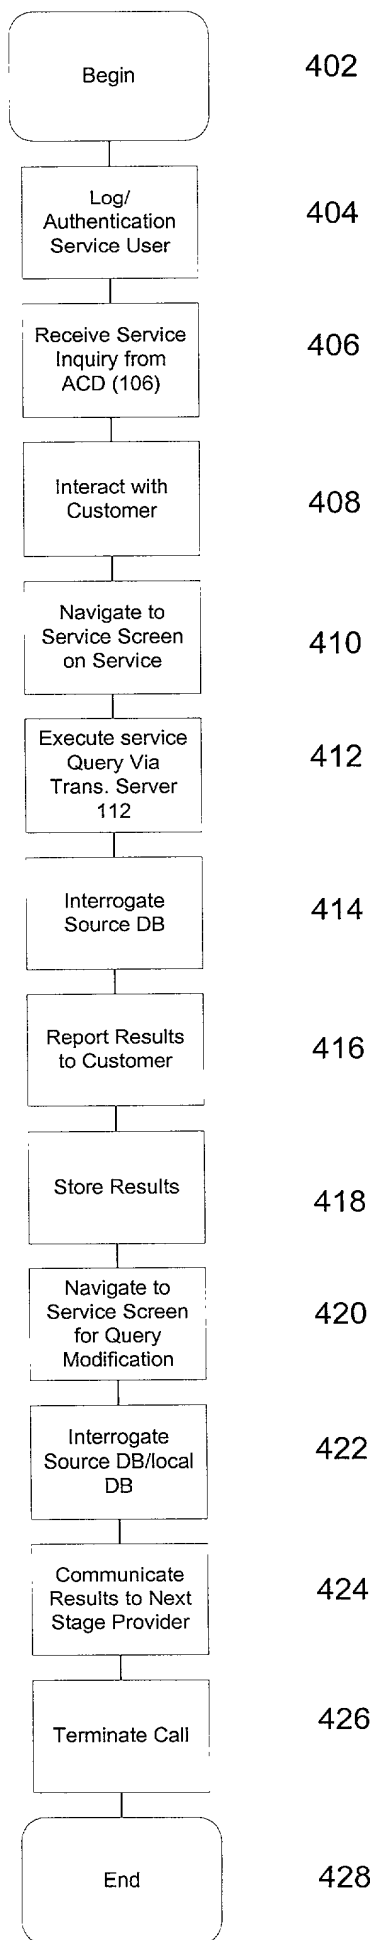 Begin
402
Log/
Authentication
Service User
404
Receive Service
Inquiry from
ACD (106)
406
Interact with
Customer
408
Navigate to
Service Screen
on Service
410
Execute service
Query Via
Trans. Server
112
412
Interrogate
Source DB
414
Report Results
to Customer
416
Store Results
418
Navigate to
Service Screen
for Query
Modification
420
Interrogate
Source DB/local
DB
422
Communicate
Results to Next
Stage Provider
424
Terminate Call
426
End
428